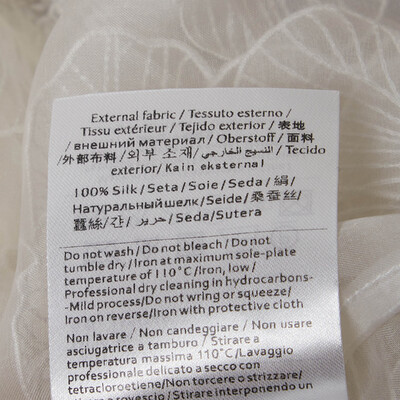 External fabric / Tessuto esterno /
Tissu extérieur / Tejido exterior / 表地
/ внешний материал / Oberstoff / 面料
/外部布料/외부 소재/ النسيج الخارجي / Tecido
exterior/ Kain eksternal
100% Silk / Seta / Soie / Seda / 絹/
Натуральный шелк / Seide/ 桑蚕丝/
蠶絲/견/ حرير / Seda/Sutera
Do not wash/Do not bleach/Do not
tumble dry/Iron at maximum sole-plate
temperature of 110°C/Iron, low/
Professional dry cleaning in hydrocarbons-
-Mild process/Do not wring or squeeze/
Iron on reverse/Iron with protective cloth
Non lavare / Non candeggiare / Non usare
asciugatrice a tamburo / Stirare a
temperatura massima 110°C/Lavaggio
professionale delicato a secco con
tetracloroetiene/Non torcere o strizzare/
Stirare interponendo un